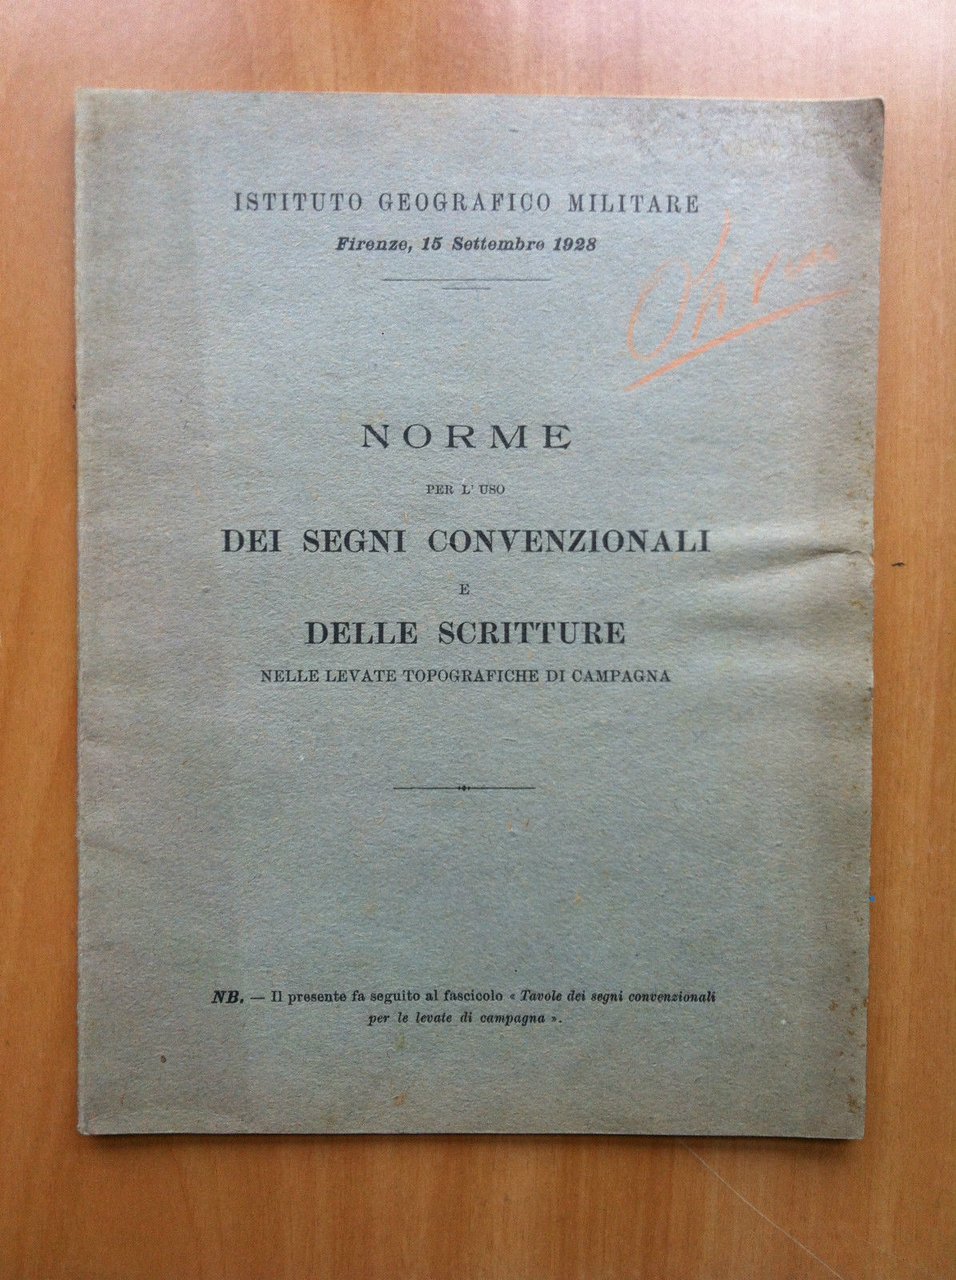 ISTITUTO GEOGRAFICO MILITARE
Firenze, 15 Settembre 1928
NORME
PER L'USO
DEI SEGNI CONVENZIONALI
E
DELLE SCRITTURE
NELLE LEVATE TOPOGRAFICHE DI CAMPAGNA
NB. — Il presente fa seguito al fascicolo « Tavole dei segni convenzionali
per le levate di campagna ».